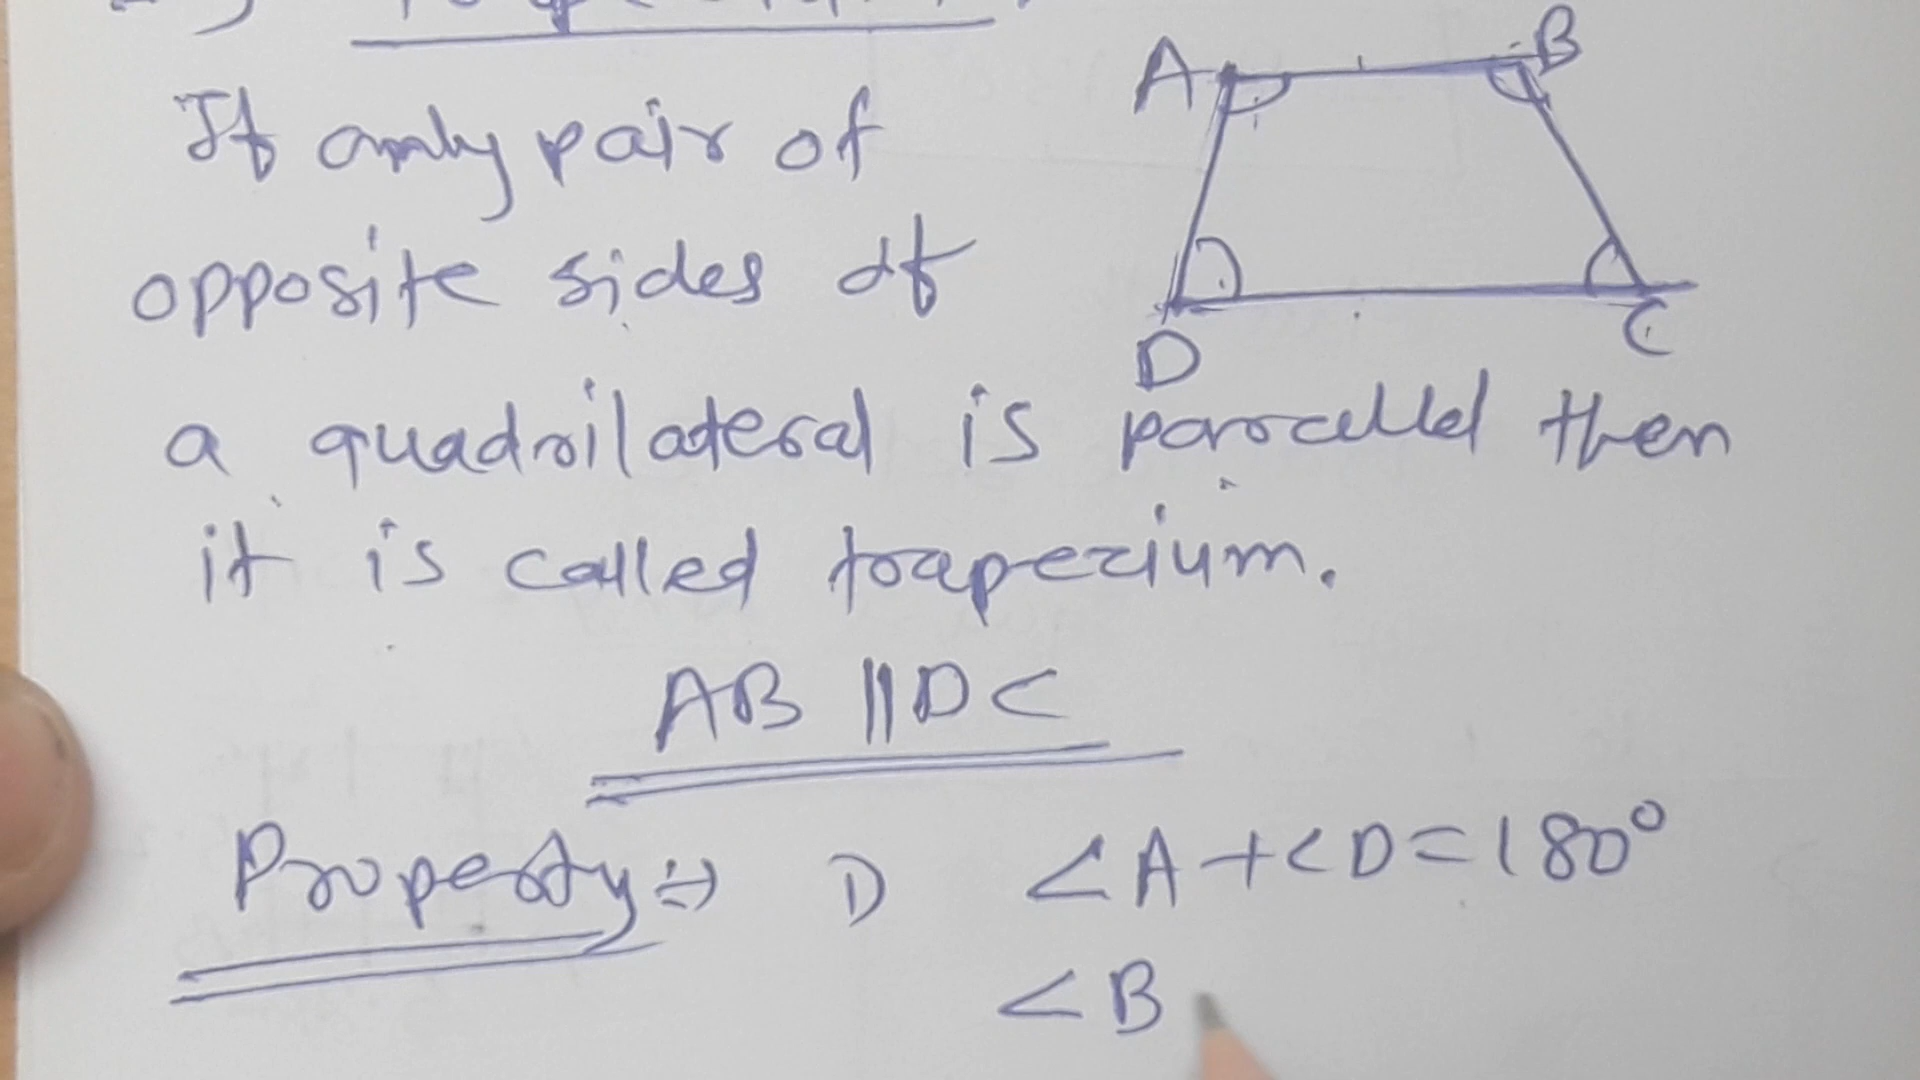 A B
If only pair of
opposite sides of
D C
a quadrilateral is parallel then
it is called trapezium.
AB || DC
Property :-) 1) ∠A + ∠D = 180°
∠B